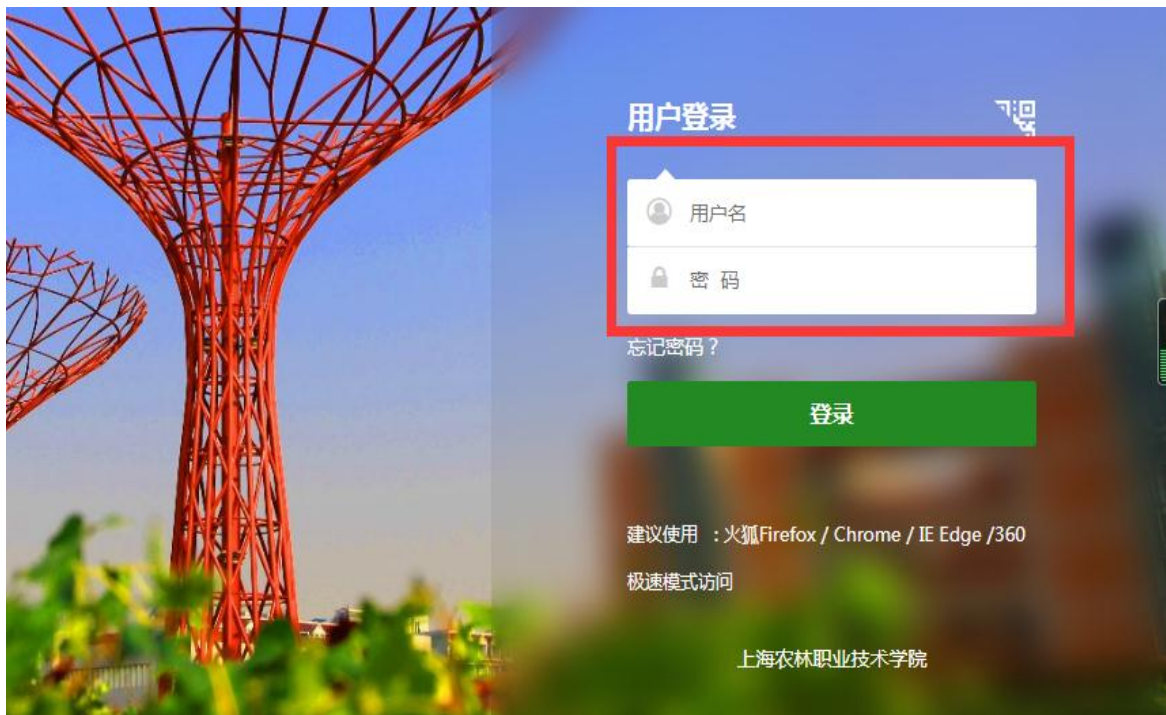 用户登录
用户名
密 码
忘记密码？
登录
建议使用 ：火狐Firefox / Chrome / IE Edge /360
极速模式访问
上海农林职业技术学院